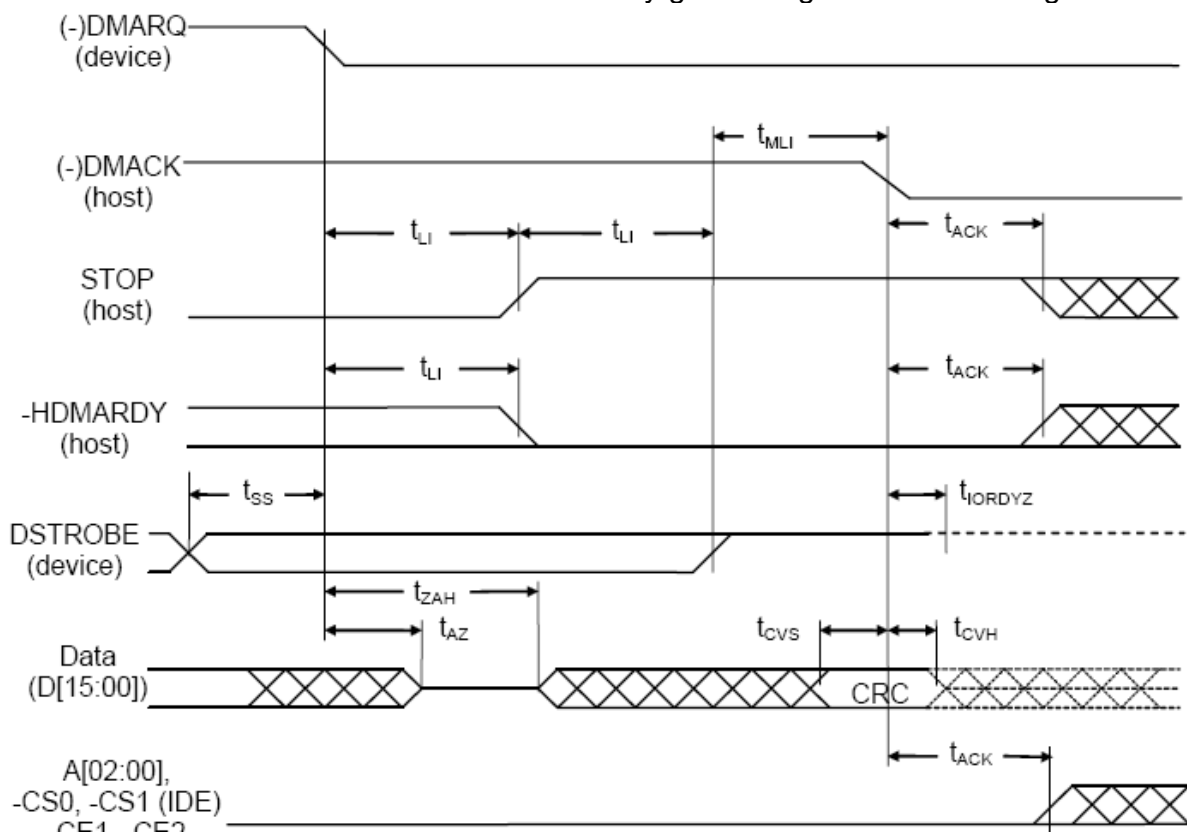 (-)DMARQ
(device)
tMLI
(-)DMACK
(host)
tLI
tLI
tACK
STOP
(host)
tLI
tACK
-HDMARDY
(host)
tSS
tIORDYZ
DSTROBE
(device)
tZAH
tAZ
tCVS
tCVH
Data
(D[15:00])
CRC
tACK
A[02:00],
-CS0, -CS1 (IDE)